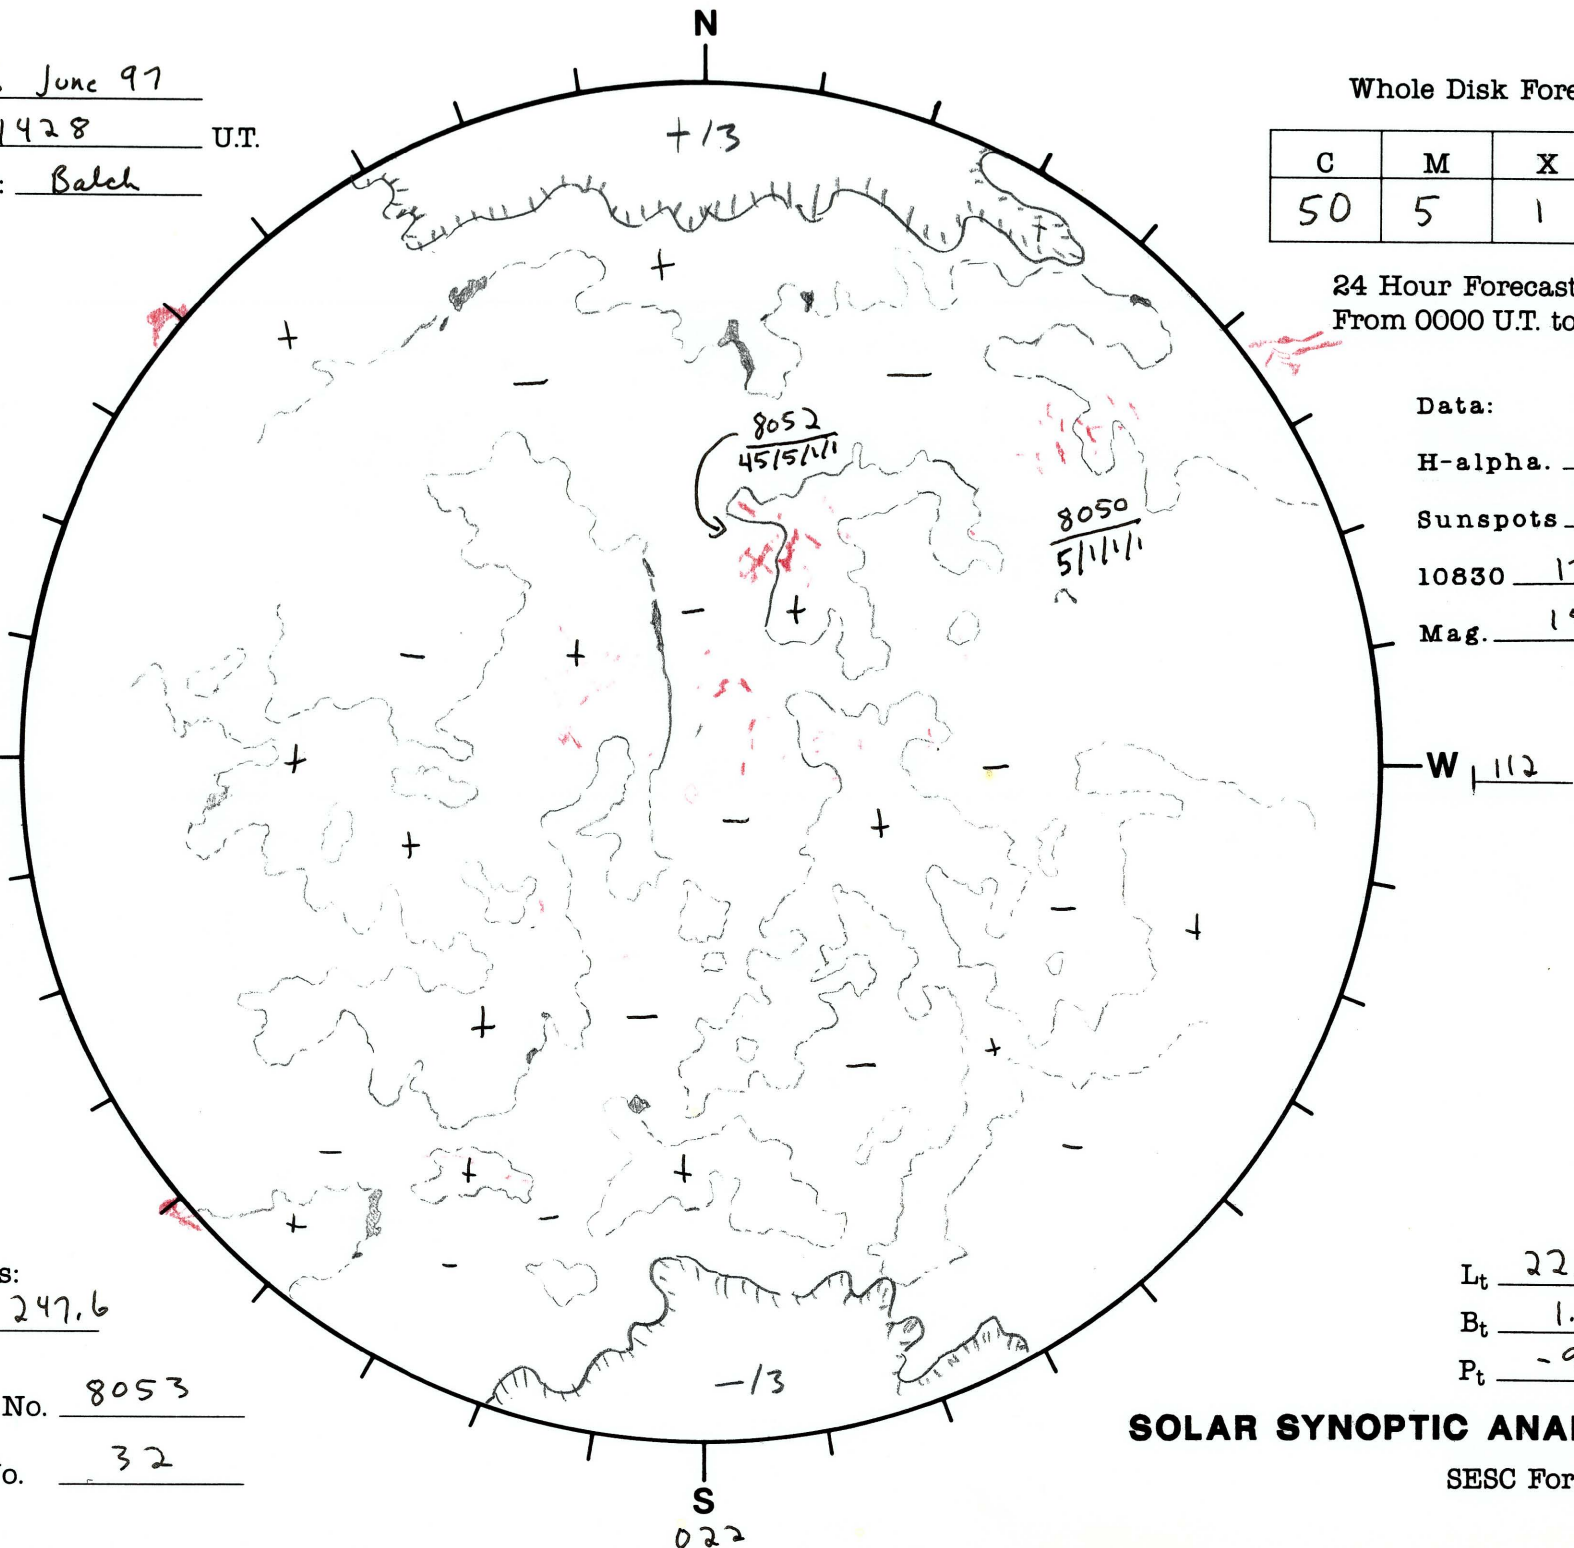 N
June 97
1428 U.T.
: Balch
+13
Whole Disk Fore
C M X
50 5 1
24 Hour Forecast
From 0000 U.T. to
Data:
H-alpha.
Sunspots
10830
Mag.
+
+
+
-
-
8052
45/5/1/1
8050
5/1/1/1
-
+
-
+
+
-
W 112
+
-
+
-
+
+
-
+
-
-
+
+
-
-
+
-
-
s:
247.6
-13
No. 8053
o. 32
Lt 22
Bt 1.
Pt -9
SOLAR SYNOPTIC ANA
SESC For
S
022